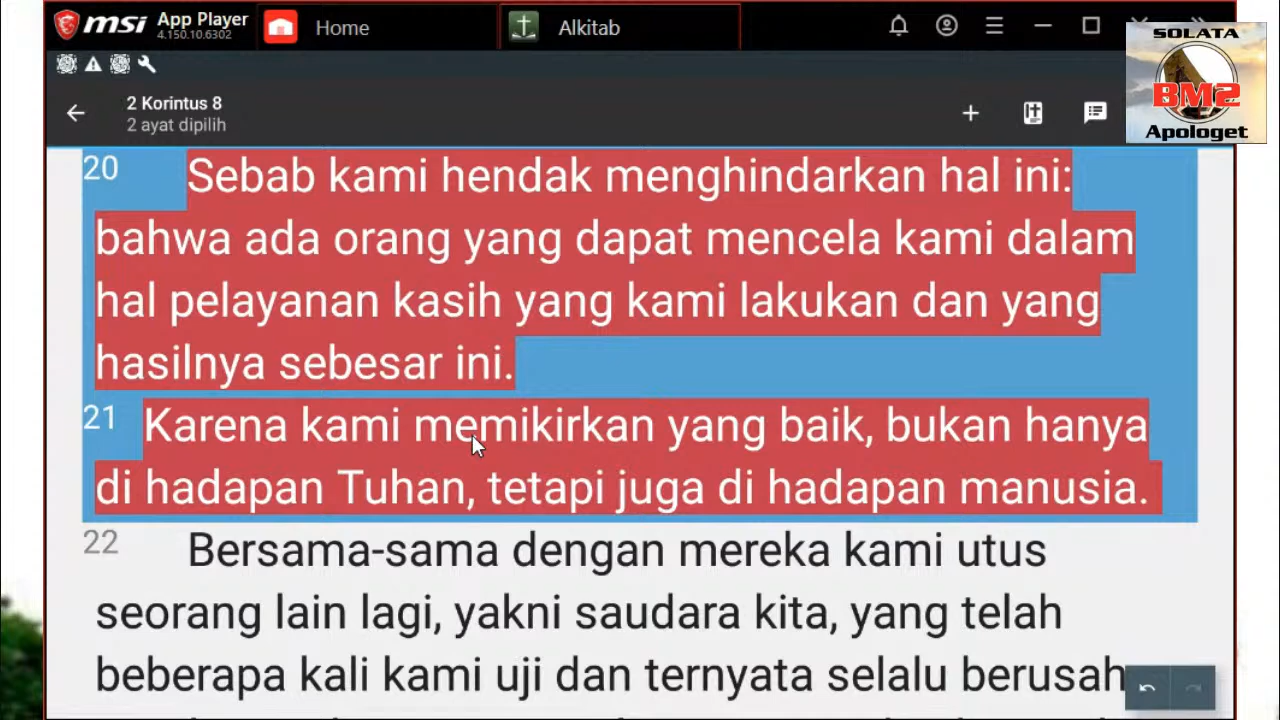 msi App Player
4.150.10.6302
Home
Alkitab
SOLATA
BM2
Apologet
2 Korintus 8
2 ayat dipilih
20 Sebab kami hendak menghindarkan hal ini:
bahwa ada orang yang dapat mencela kami dalam
hal pelayanan kasih yang kami lakukan dan yang
hasilnya sebesar ini.
21 Karena kami memikirkan yang baik, bukan hanya
di hadapan Tuhan, tetapi juga di hadapan manusia.
22 Bersama-sama dengan mereka kami utus
seorang lain lagi, yakni saudara kita, yang telah
beberapa kali kami uji dan ternyata selalu berusah